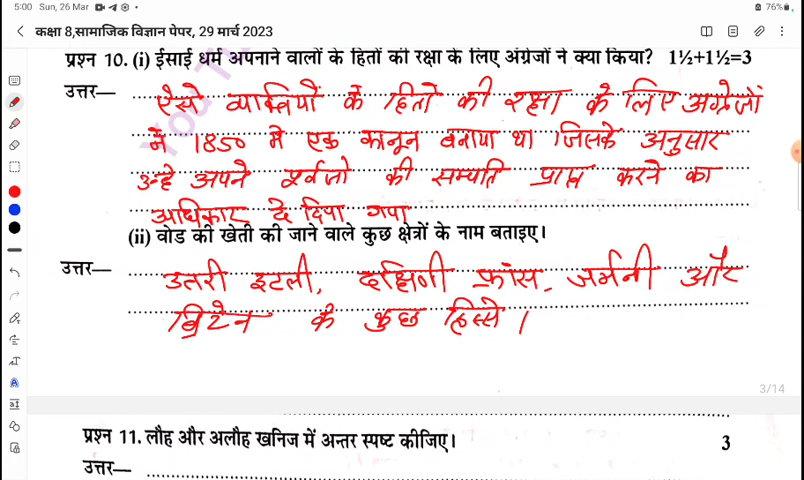 5:00 Sun, 26 Mar
76%
कक्षा 8,सामाजिक विज्ञान पेपर, 29 मार्च 2023
प्रश्न 10. (i) ईसाई धर्म अपनाने वालों के हितों की रक्षा के लिए अंग्रेजों ने क्या किया? 1½+1½=3
उत्तर— ऐसे व्यक्तियों के हितों की रक्षा के लिए अंग्रेजों
ने 1850 मे एक कानून बनाया था जिसके अनुसार
उन्हे अपने पूर्वजो की सम्पति प्राप्त करने का
अधिकार दे दिया गया
(ii) वोड की खेती की जाने वाले कुछ क्षेत्रों के नाम बताइए।
उत्तर— उतरी इटली, दक्षिणी फ्रांस, जर्मनी और
ब्रिटेन के कुछ हिस्से ।
3/14
प्रश्न 11. लौह और अलौह खनिज में अन्तर स्पष्ट कीजिए। 3
उत्तर—